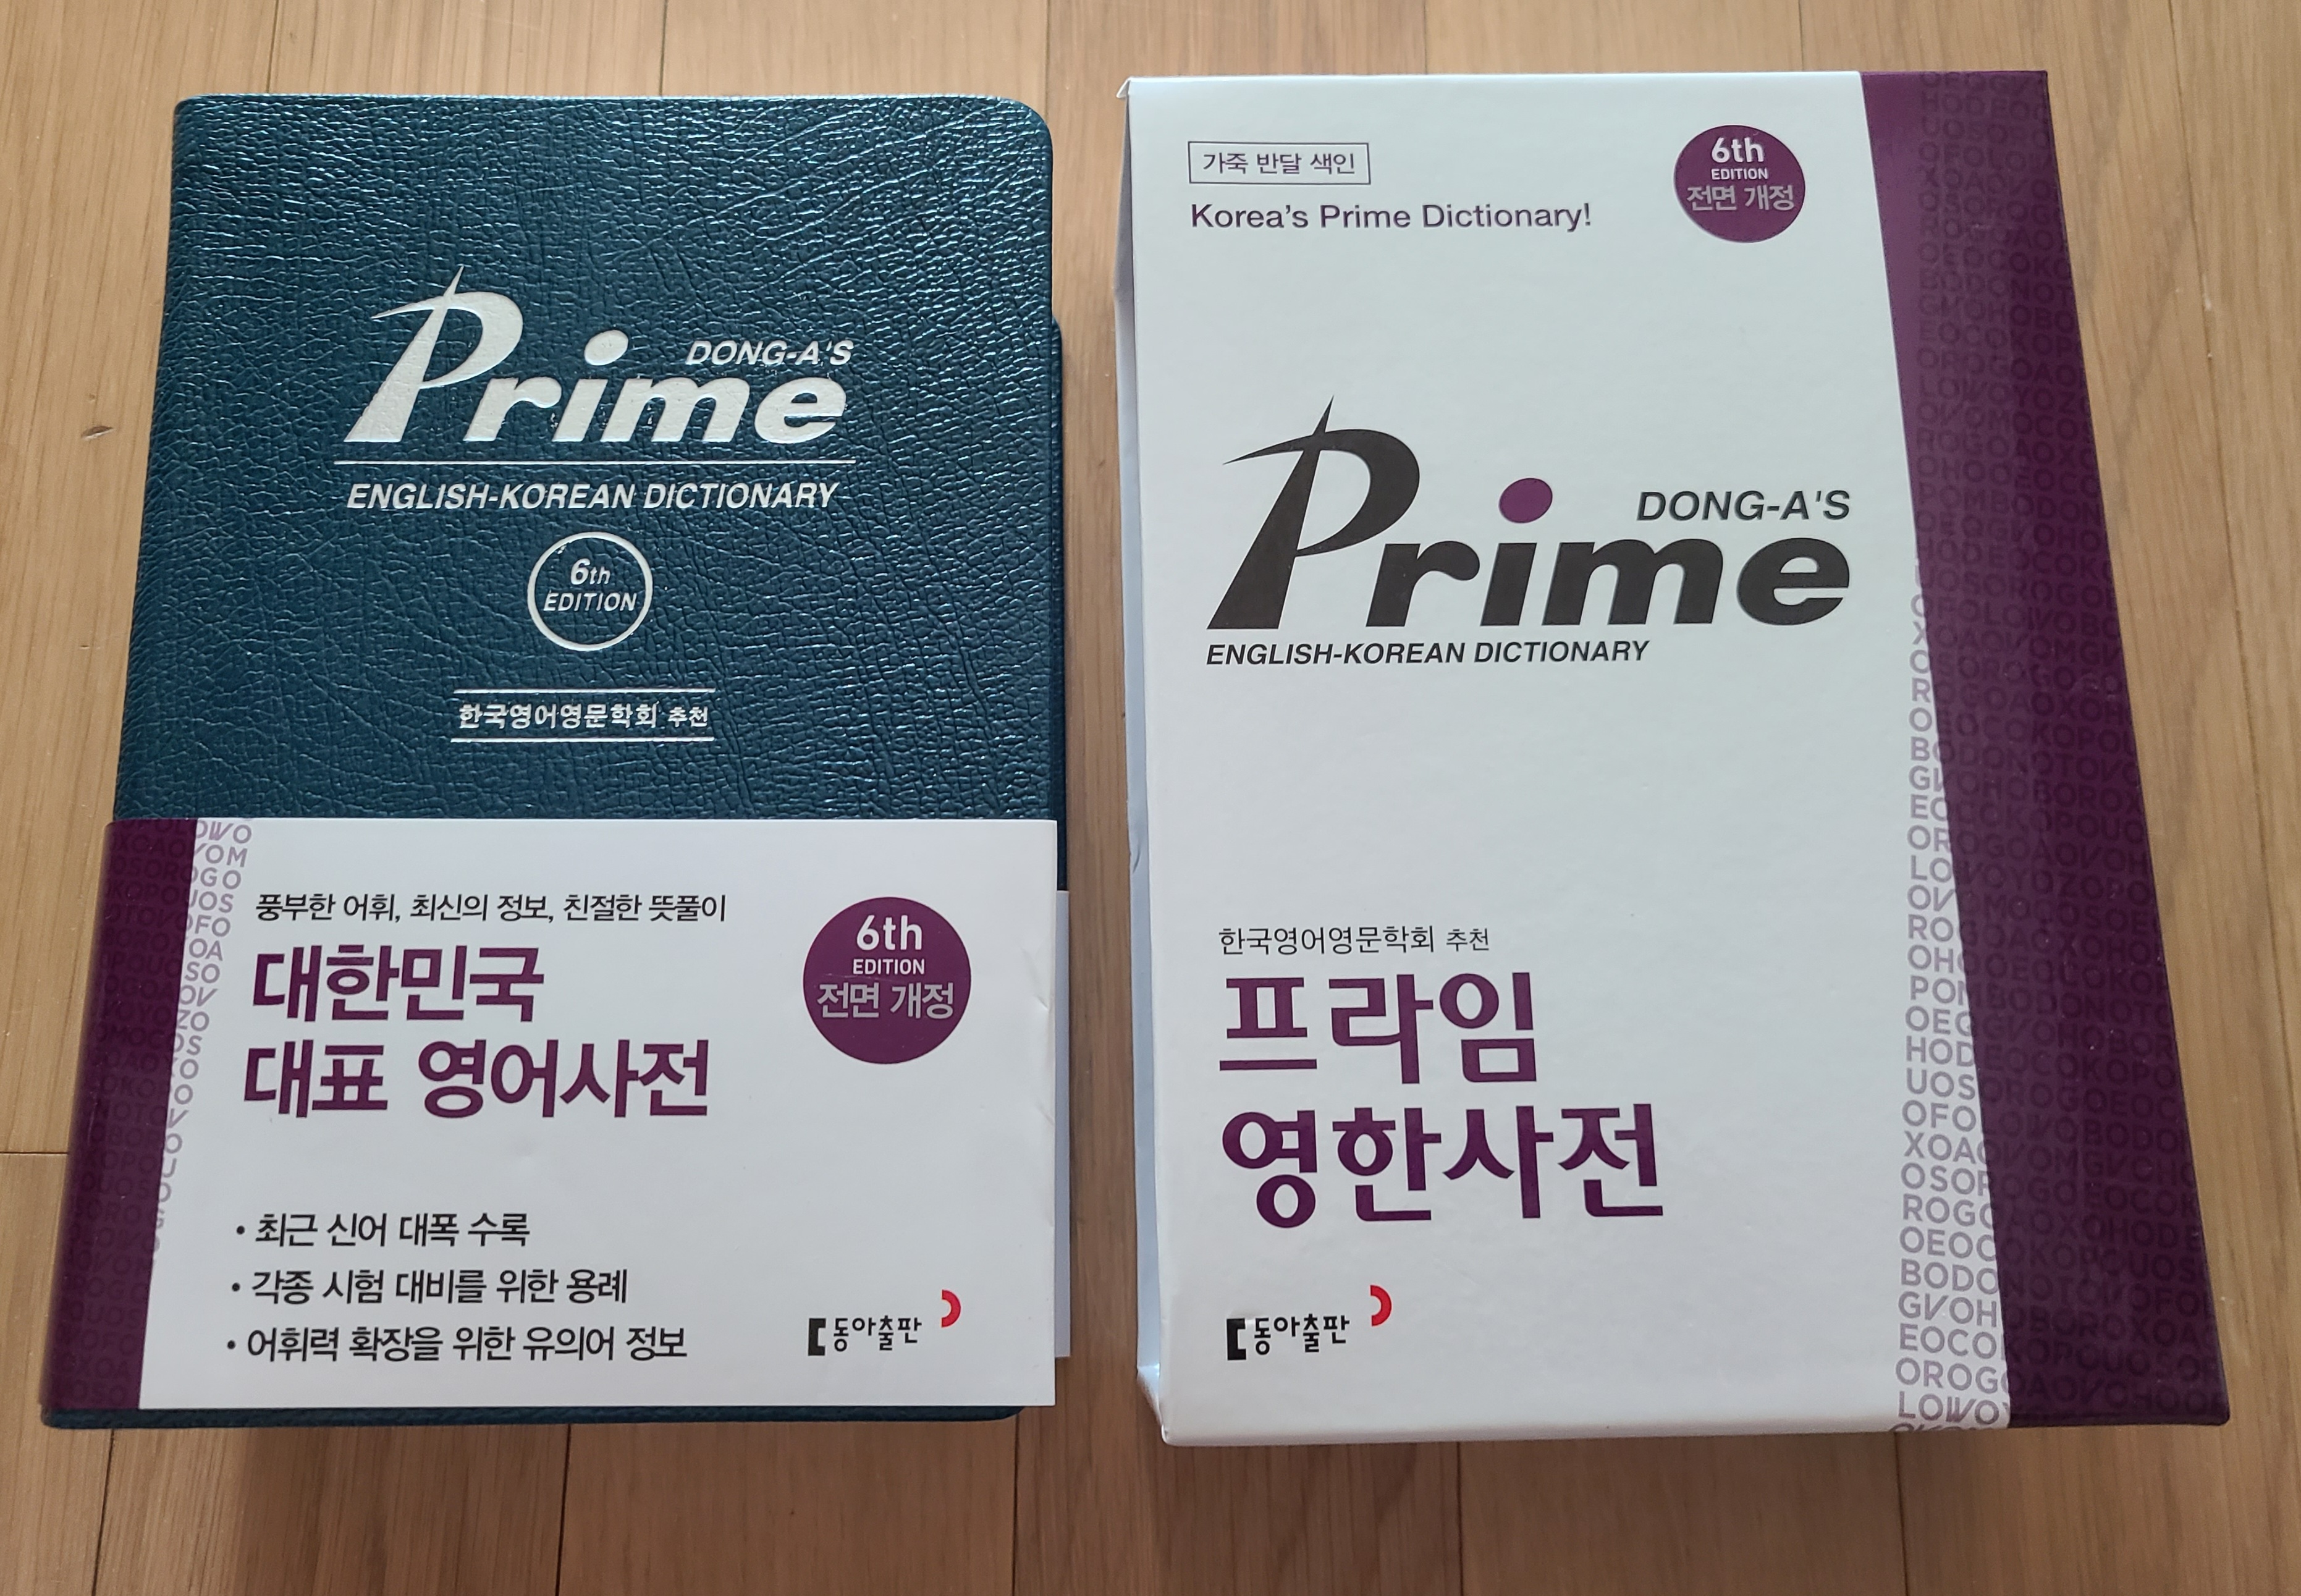 DONG-A'S
Prime
ENGLISH-KOREAN DICTIONARY
6th
EDITION
한국영어영문학회 추천
풍부한 어휘, 최신의 정보, 친절한 뜻풀이
대한민국
대표 영어사전
6th
EDITION
전면 개정
• 최근 신어 대폭 수록
• 각종 시험 대비를 위한 용례
• 어휘력 확장을 위한 유의어 정보
동아출판
가죽 반달 색인
Korea's Prime Dictionary!
6th
EDITION
전면 개정
DONG-A'S
Prime
ENGLISH-KOREAN DICTIONARY
한국영어영문학회 추천
프라임
영한사전
동아출판